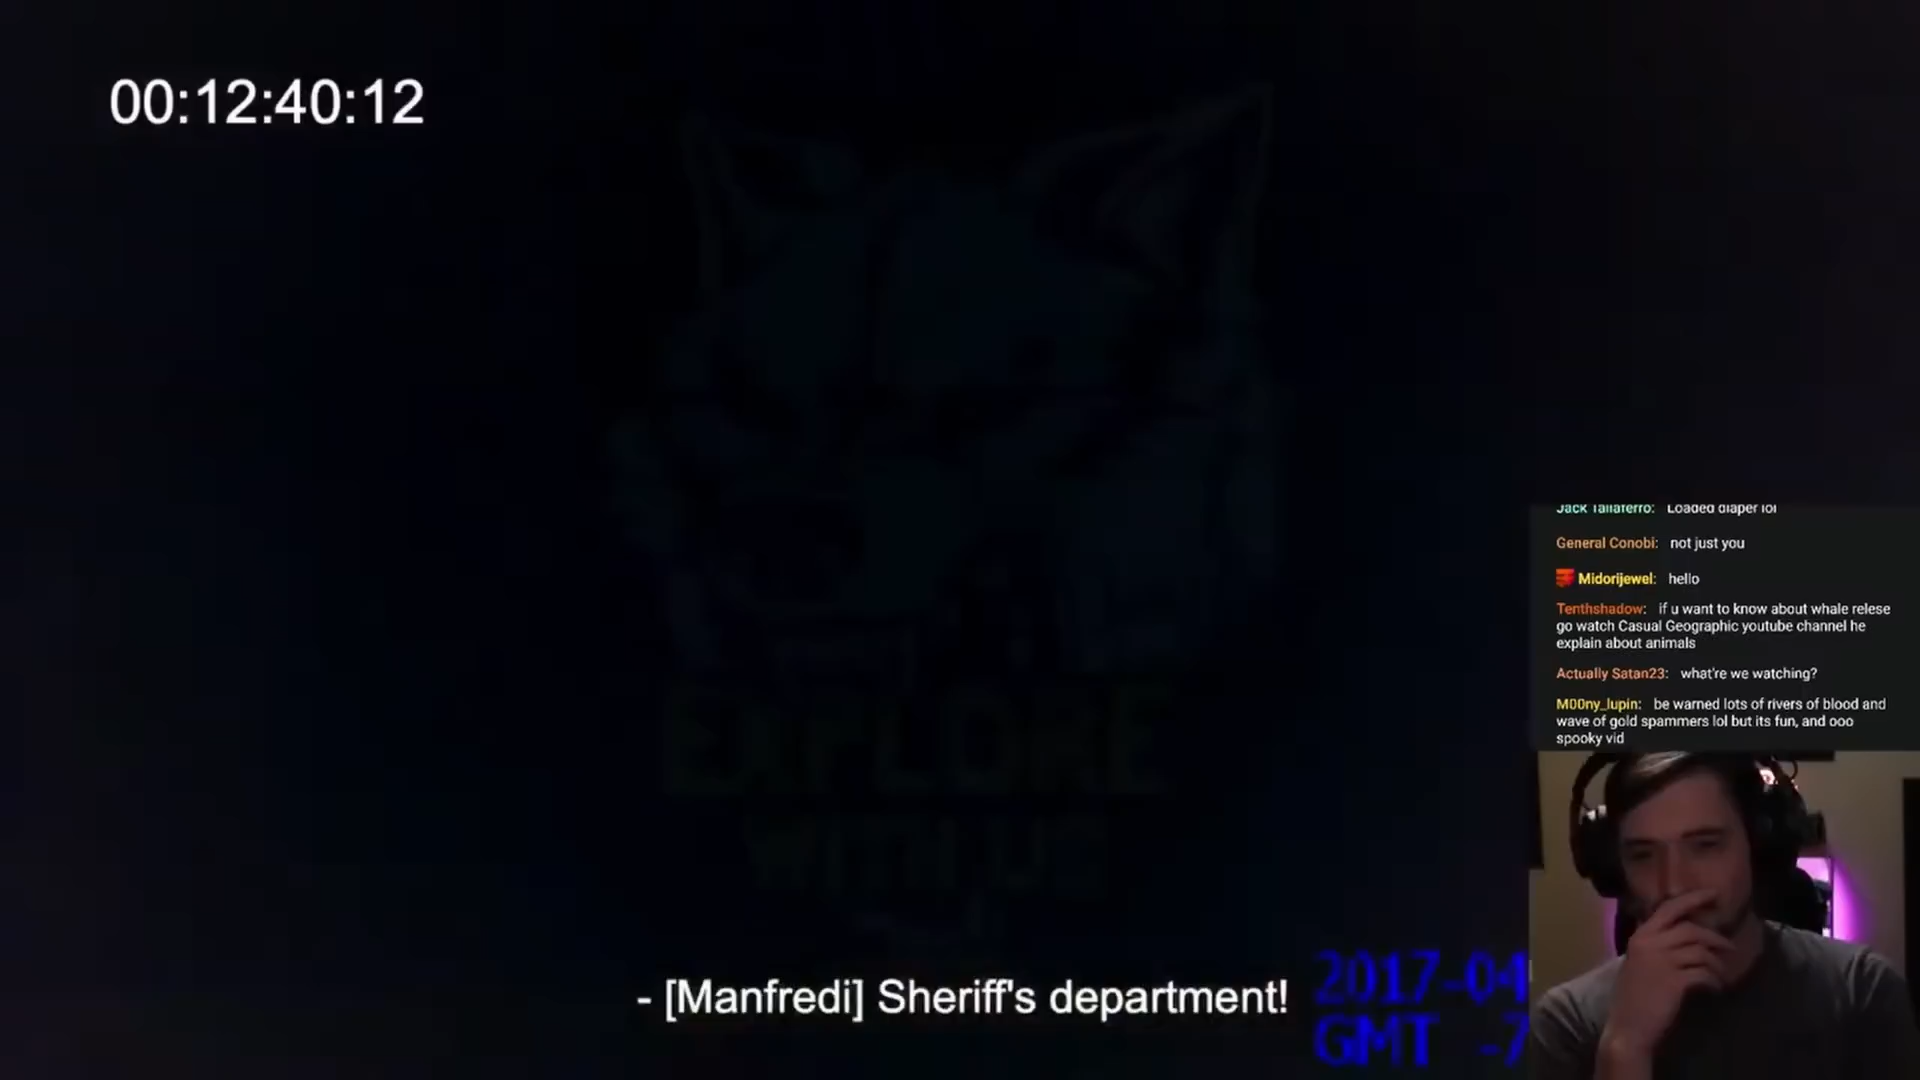 00:12:40:12
Jack Taliaferro: Loaded diaper lol
General Conobi: not just you
Midorijewel: hello
Tenthshadow: if u want to know about whale relese
go watch Casual Geographic youtube channel he
explain about animals
Actually Satan23: what're we watching?
M00ny_lupin: be warned lots of rivers of blood and
wave of gold spammers lol but its fun, and ooo
spooky vid
EXPLORE
WITH US
- [Manfredi] Sheriff's department!
2017-04
GMT -7